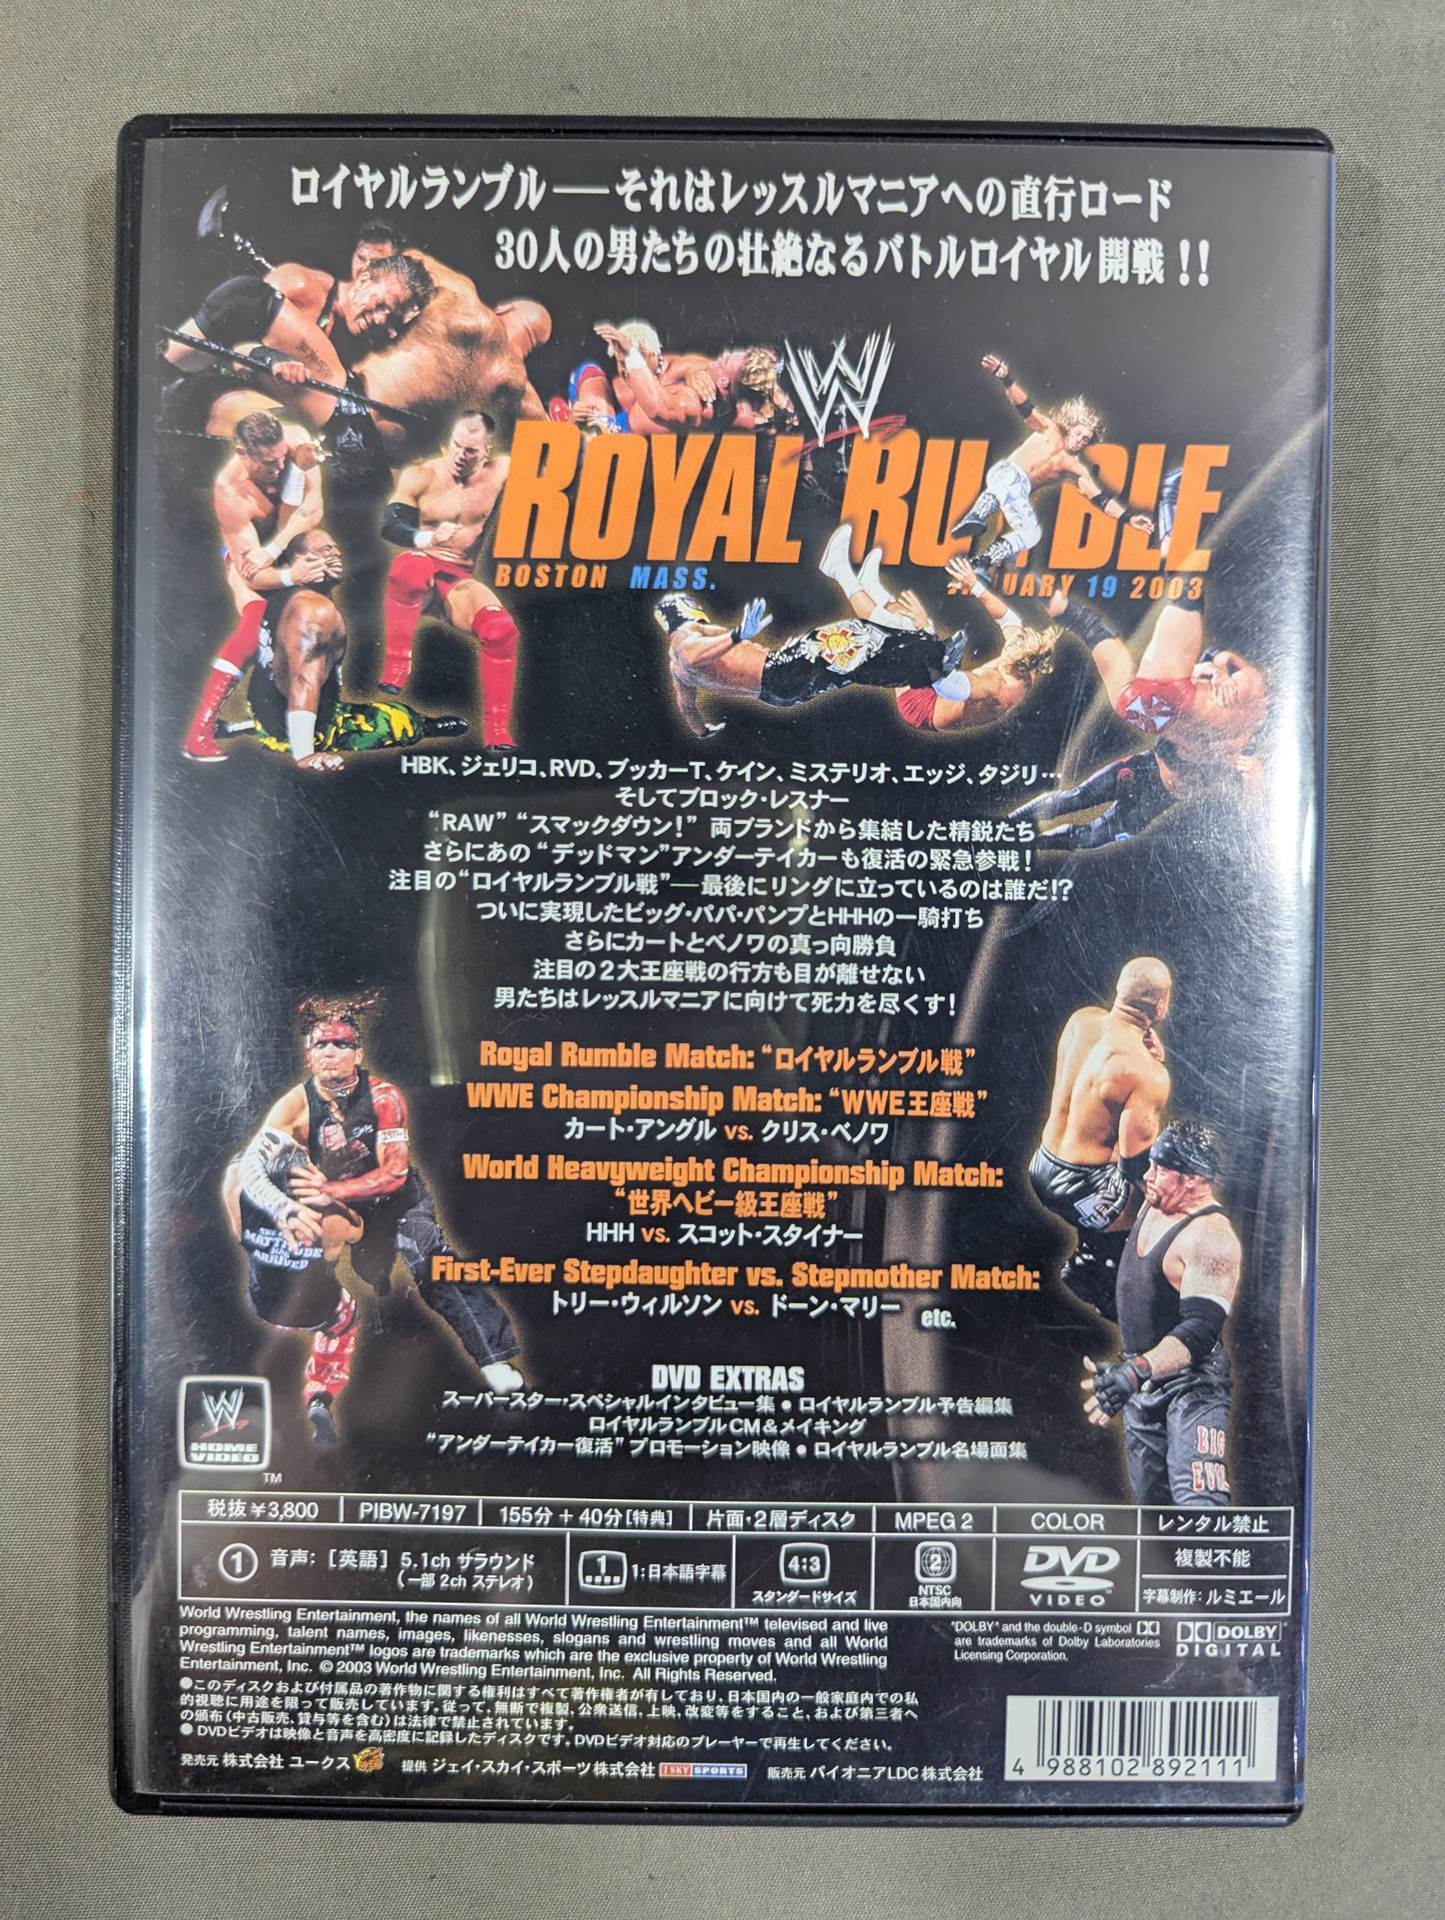 ロイヤルランブル──それはレッスルマニアへの直行ロード
30人の男たちの壮絶なるバトルロイヤル開戦！！
W
ROYAL RUMBLE
BOSTON MASS.
JANUARY 19 2003
HBK、ジェリコ、RVD、ブッカーT、ケイン、ミステリオ、エッジ、タジリ…
そしてブロック・レスナー
“RAW” “スマックダウン！” 両ブランドから集結した精鋭たち
さらにあの“デッドマン”アンダーテイカーも復活の緊急参戦！
注目の“ロイヤルランブル戦”──最後にリングに立っているのは誰だ!?
ついに実現したビッグ・パパ・パンプとHHHの一騎打ち
さらにカートとベノワの真っ向勝負
注目の2大王座戦の行方も目が離せない
男たちはレッスルマニアに向けて死力を尽くす！
Royal Rumble Match: “ロイヤルランブル戦”
WWE Championship Match: “WWE王座戦”
カート・アングル vs. クリス・ベノワ
World Heavyweight Championship Match:
“世界ヘビー級王座戦”
HHH vs. スコット・スタイナー
First-Ever Stepdaughter vs. Stepmother Match:
トリー・ウィルソン vs. ドーン・マリー etc.
MATTITUDE
HAS
ARRIVED
BIG
EVIL
DVD EXTRAS
スーパースター・スペシャルインタビュー集 ● ロイヤルランブル予告編集
ロイヤルランブルCM＆メイキング
“アンダーテイカー復活” プロモーション映像 ● ロイヤルランブル名場面集
W
HOME
VIDEO
TM
税抜¥3,800 PIBW-7197 155分＋40分[特典] 片面・2層ディスク MPEG 2 COLOR レンタル禁止
1 音声：［英語］5.1ch サラウンド
（一部 2ch ステレオ）
1 1:日本語字幕
4:3
スタンダードサイズ
2
NTSC
日本国内向
DVD
VIDEO
複製不能
字幕制作：ルミエール
World Wrestling Entertainment, the names of all World Wrestling Entertainment™ televised and live
programming, talent names, images, likenesses, slogans and wrestling moves and all World
Wrestling Entertainment™ logos are trademarks which are the exclusive property of World Wrestling
Entertainment, Inc. © 2003 World Wrestling Entertainment, Inc. All Rights Reserved.
"DOLBY" and the double-D symbol
are trademarks of Dolby Laboratories
Licensing Corporation.
DOLBY
DIGITAL
●このディスクおよび付属品の著作物に関する権利はすべて著作権者が有しており、日本国内の一般家庭内での私
的視聴に用途を限って販売しています。従って、無断で複製、公衆送信、上映、改変等をすること、および第三者へ
の頒布（中古販売、貸与等を含む）は法律で禁止されています。
●DVDビデオは映像と音声を高密度に記録したディスクです。DVDビデオ対応のプレーヤーで再生してください。
発売元 株式会社 ユークス 提供 ジェイ・スカイ・スポーツ株式会社 J SKY SPORTS 販売元 パイオニアLDC株式会社
4 988102 892111